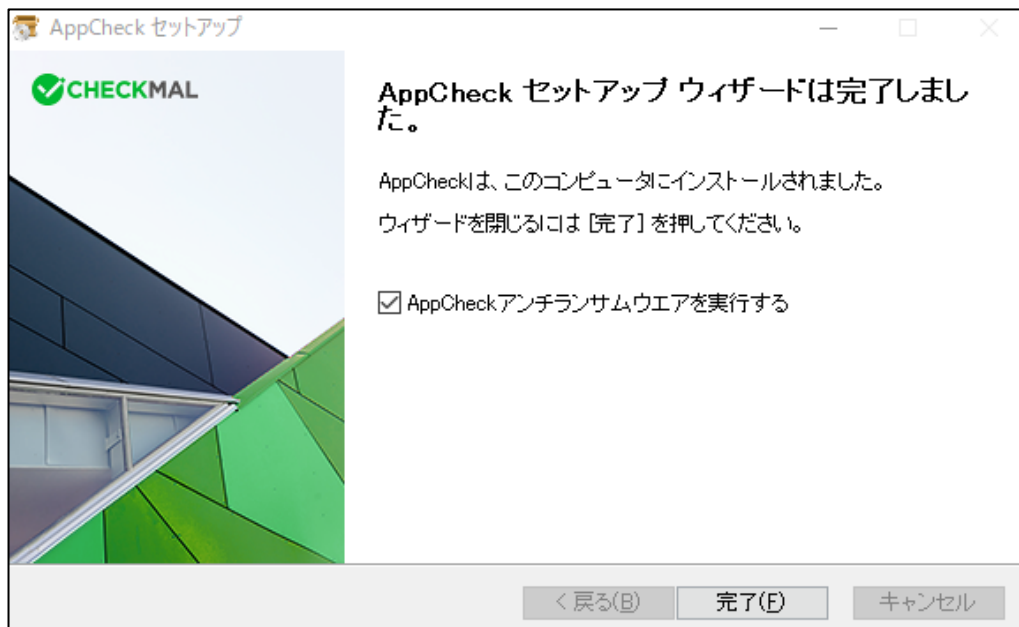 AppCheck セットアップ
CHECKMAL
AppCheck セットアップ ウィザードは完了しまし
た。
AppCheckは、このコンピュータにインストールされました。
ウィザードを閉じるには [完了] を押してください。
AppCheckアンチランサムウエアを実行する
< 戻る(B)
完了(F)
キャンセル